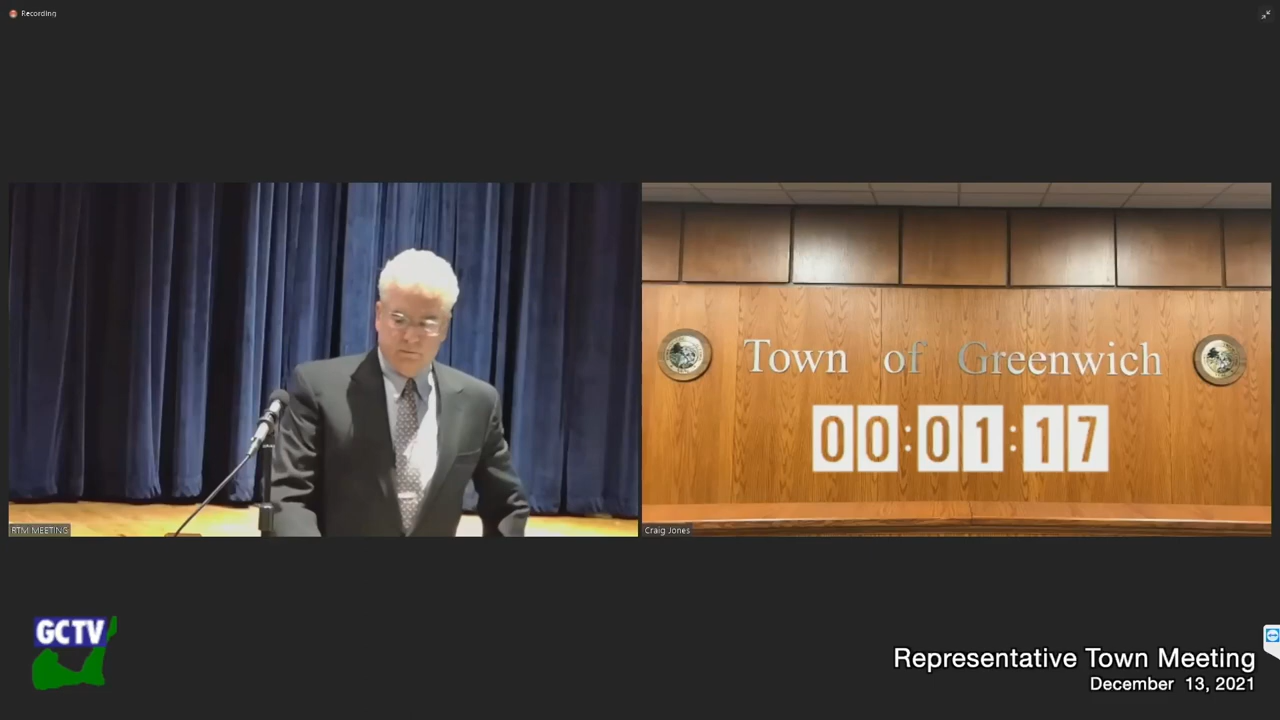 Recording
Town of Greenwich
00:01:17
RTM MEETING
Craig Jones
GCTV
Representative Town Meeting
December 13, 2021